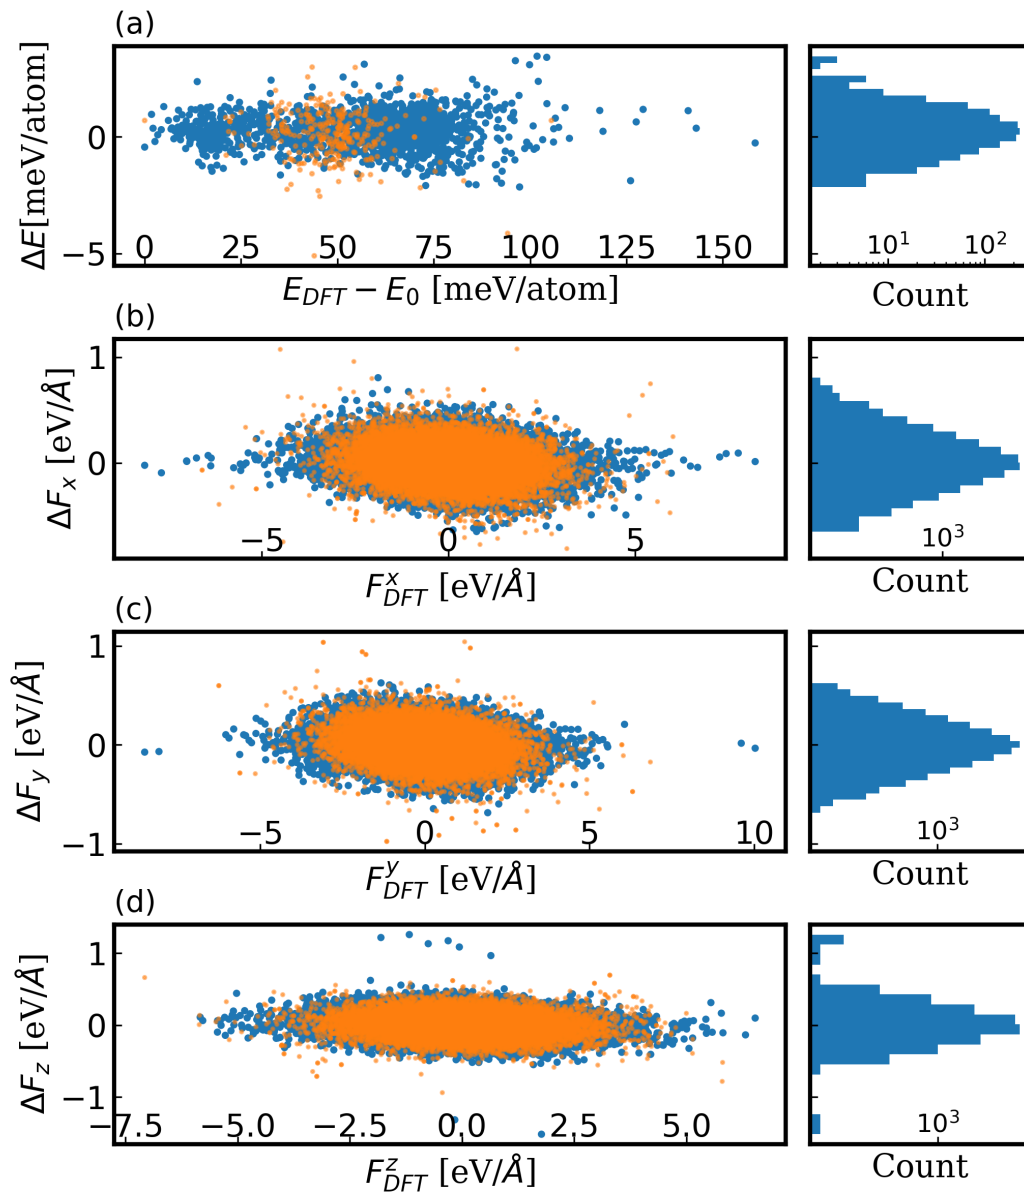 (a)
ΔE[meV/atom]
0
−5
0 25 50 75 100 125 150
E_DFT − E_0 [meV/atom]
10^1 10^2
Count
(b)
ΔF_x [eV/Å]
1
0
−5 0 5
F^x_DFT [eV/Å]
10^3
Count
(c)
ΔF_y [eV/Å]
1
0
−1
−5 0 5 10
F^y_DFT [eV/Å]
10^3
Count
(d)
ΔF_z [eV/Å]
1
0
−1
−7.5 −5.0 −2.5 0.0 2.5 5.0
F^z_DFT [eV/Å]
10^3
Count